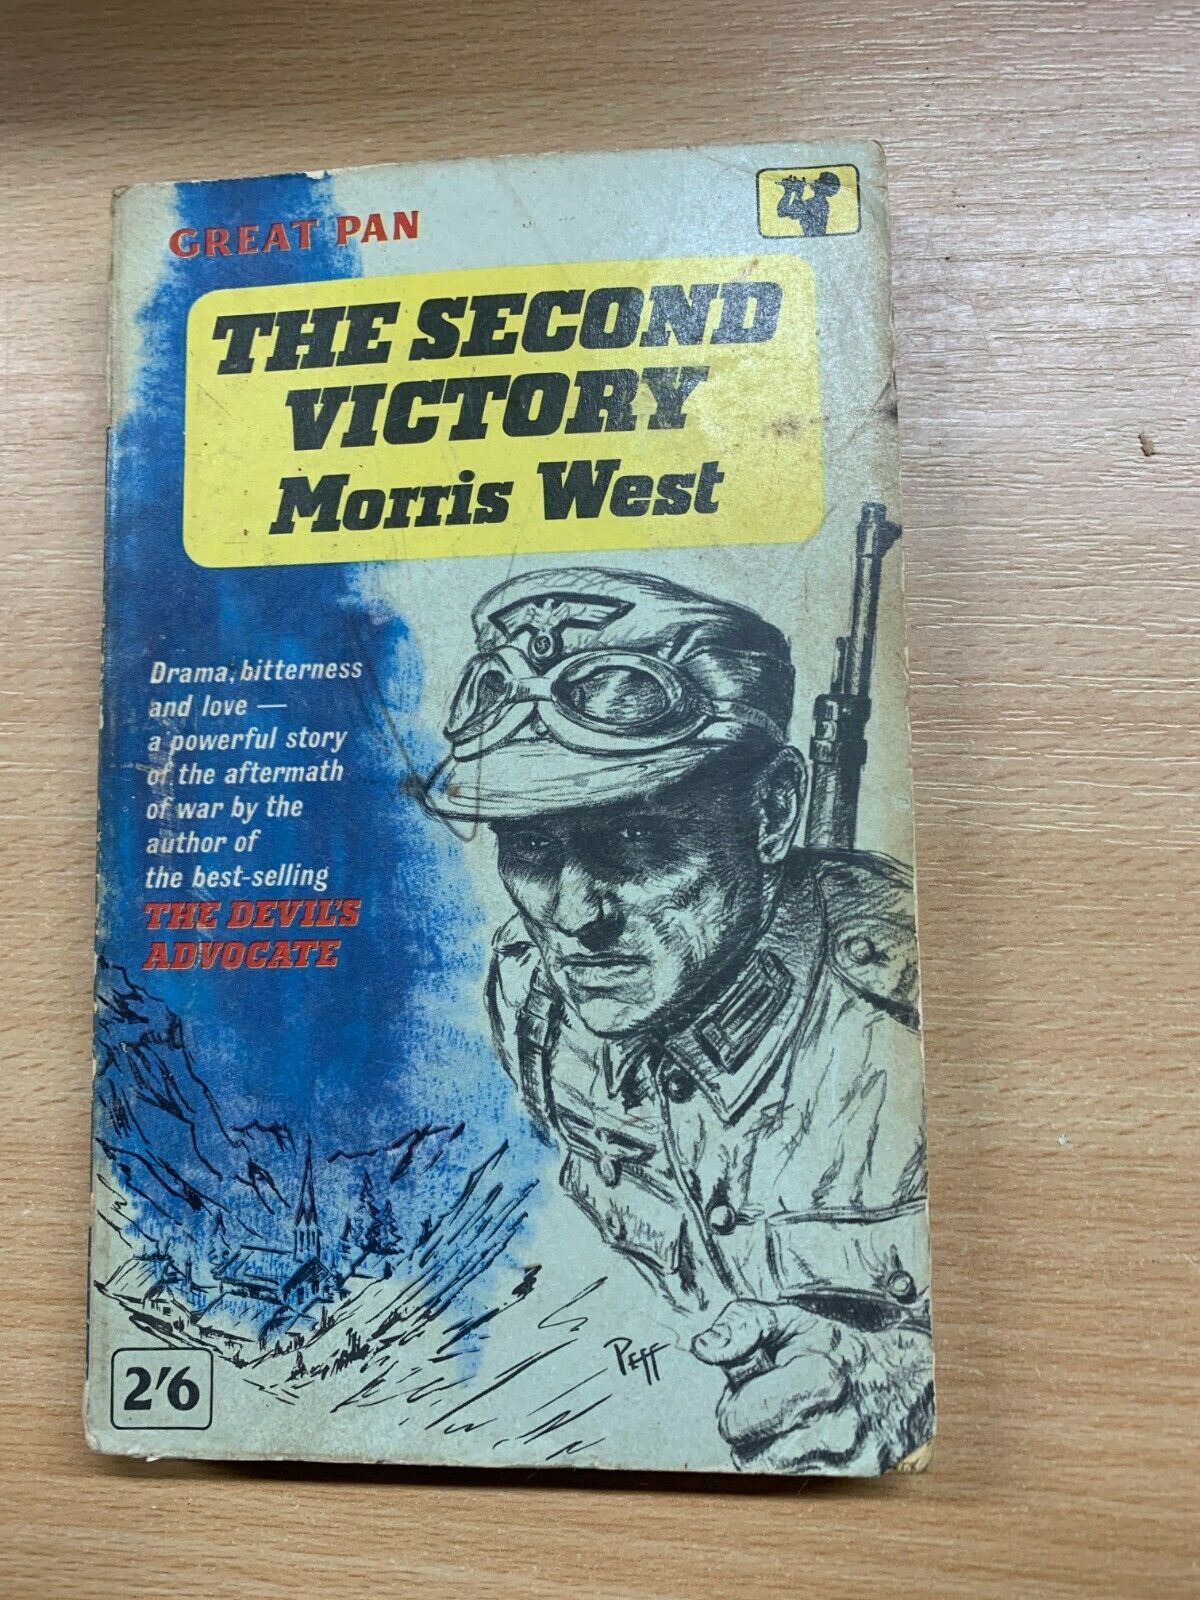 GREAT PAN
THE SECOND
VICTORY
Morris West
Drama, bitterness
and love —
a powerful story
of the aftermath
of war by the
author of
the best-selling
THE DEVIL'S
ADVOCATE
Peff
2'6